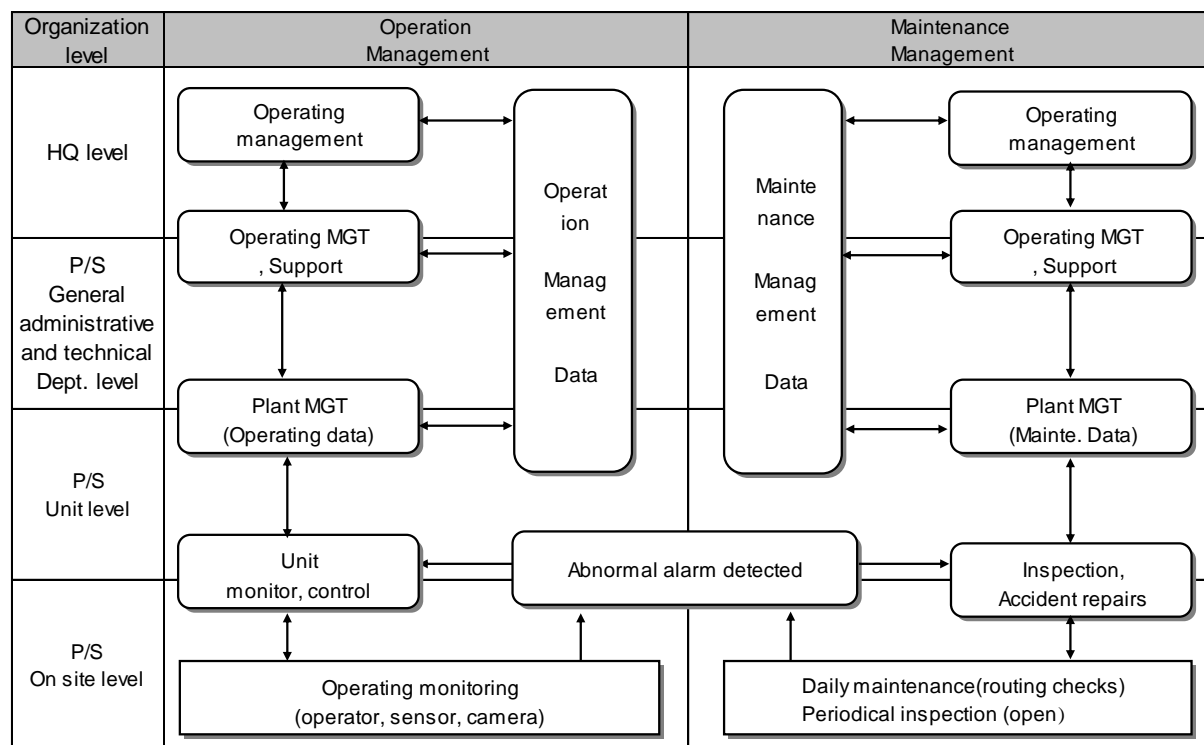 Organization
level
Operation
Management
Maintenance
Management
HQ level
Operating
management
Operat
ion
Manag
ement
Data
Mainte
nance
Manag
ement
Data
Operating
management
Operating MGT
, Support
Operating MGT
, Support
P/S
General
administrative
and technical
Dept. level
Plant MGT
(Operating data)
Plant MGT
(Mainte. Data)
P/S
Unit level
Unit
monitor, control
Abnormal alarm detected
Inspection,
Accident repairs
P/S
On site level
Operating monitoring
(operator, sensor, camera)
Daily maintenance(routing checks)
Periodical inspection (open)